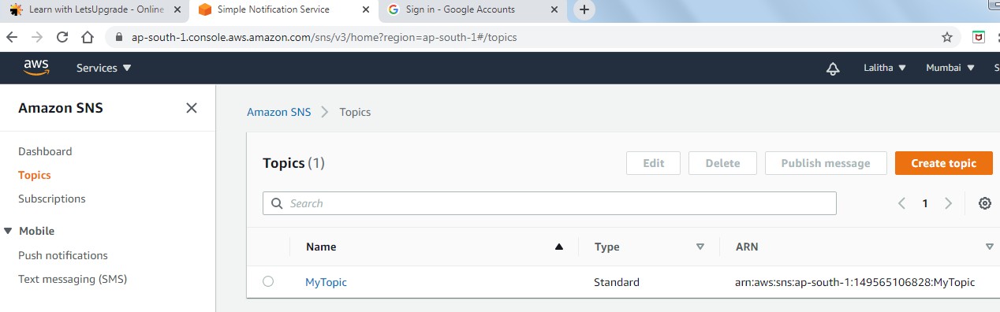 Learn with LetsUpgrade - Online
Simple Notification Service
Sign in - Google Accounts
ap-south-1.console.aws.amazon.com/sns/v3/home?region=ap-south-1#/topics
aws Services Lalitha Mumbai S
Amazon SNS
Amazon SNS Topics
Dashboard
Topics
Subscriptions
Mobile
Push notifications
Text messaging (SMS)
Topics (1)
Edit Delete Publish message Create topic
Search
1
Name Type ARN
MyTopic Standard arn:aws:sns:ap-south-1:149565106828:MyTopic